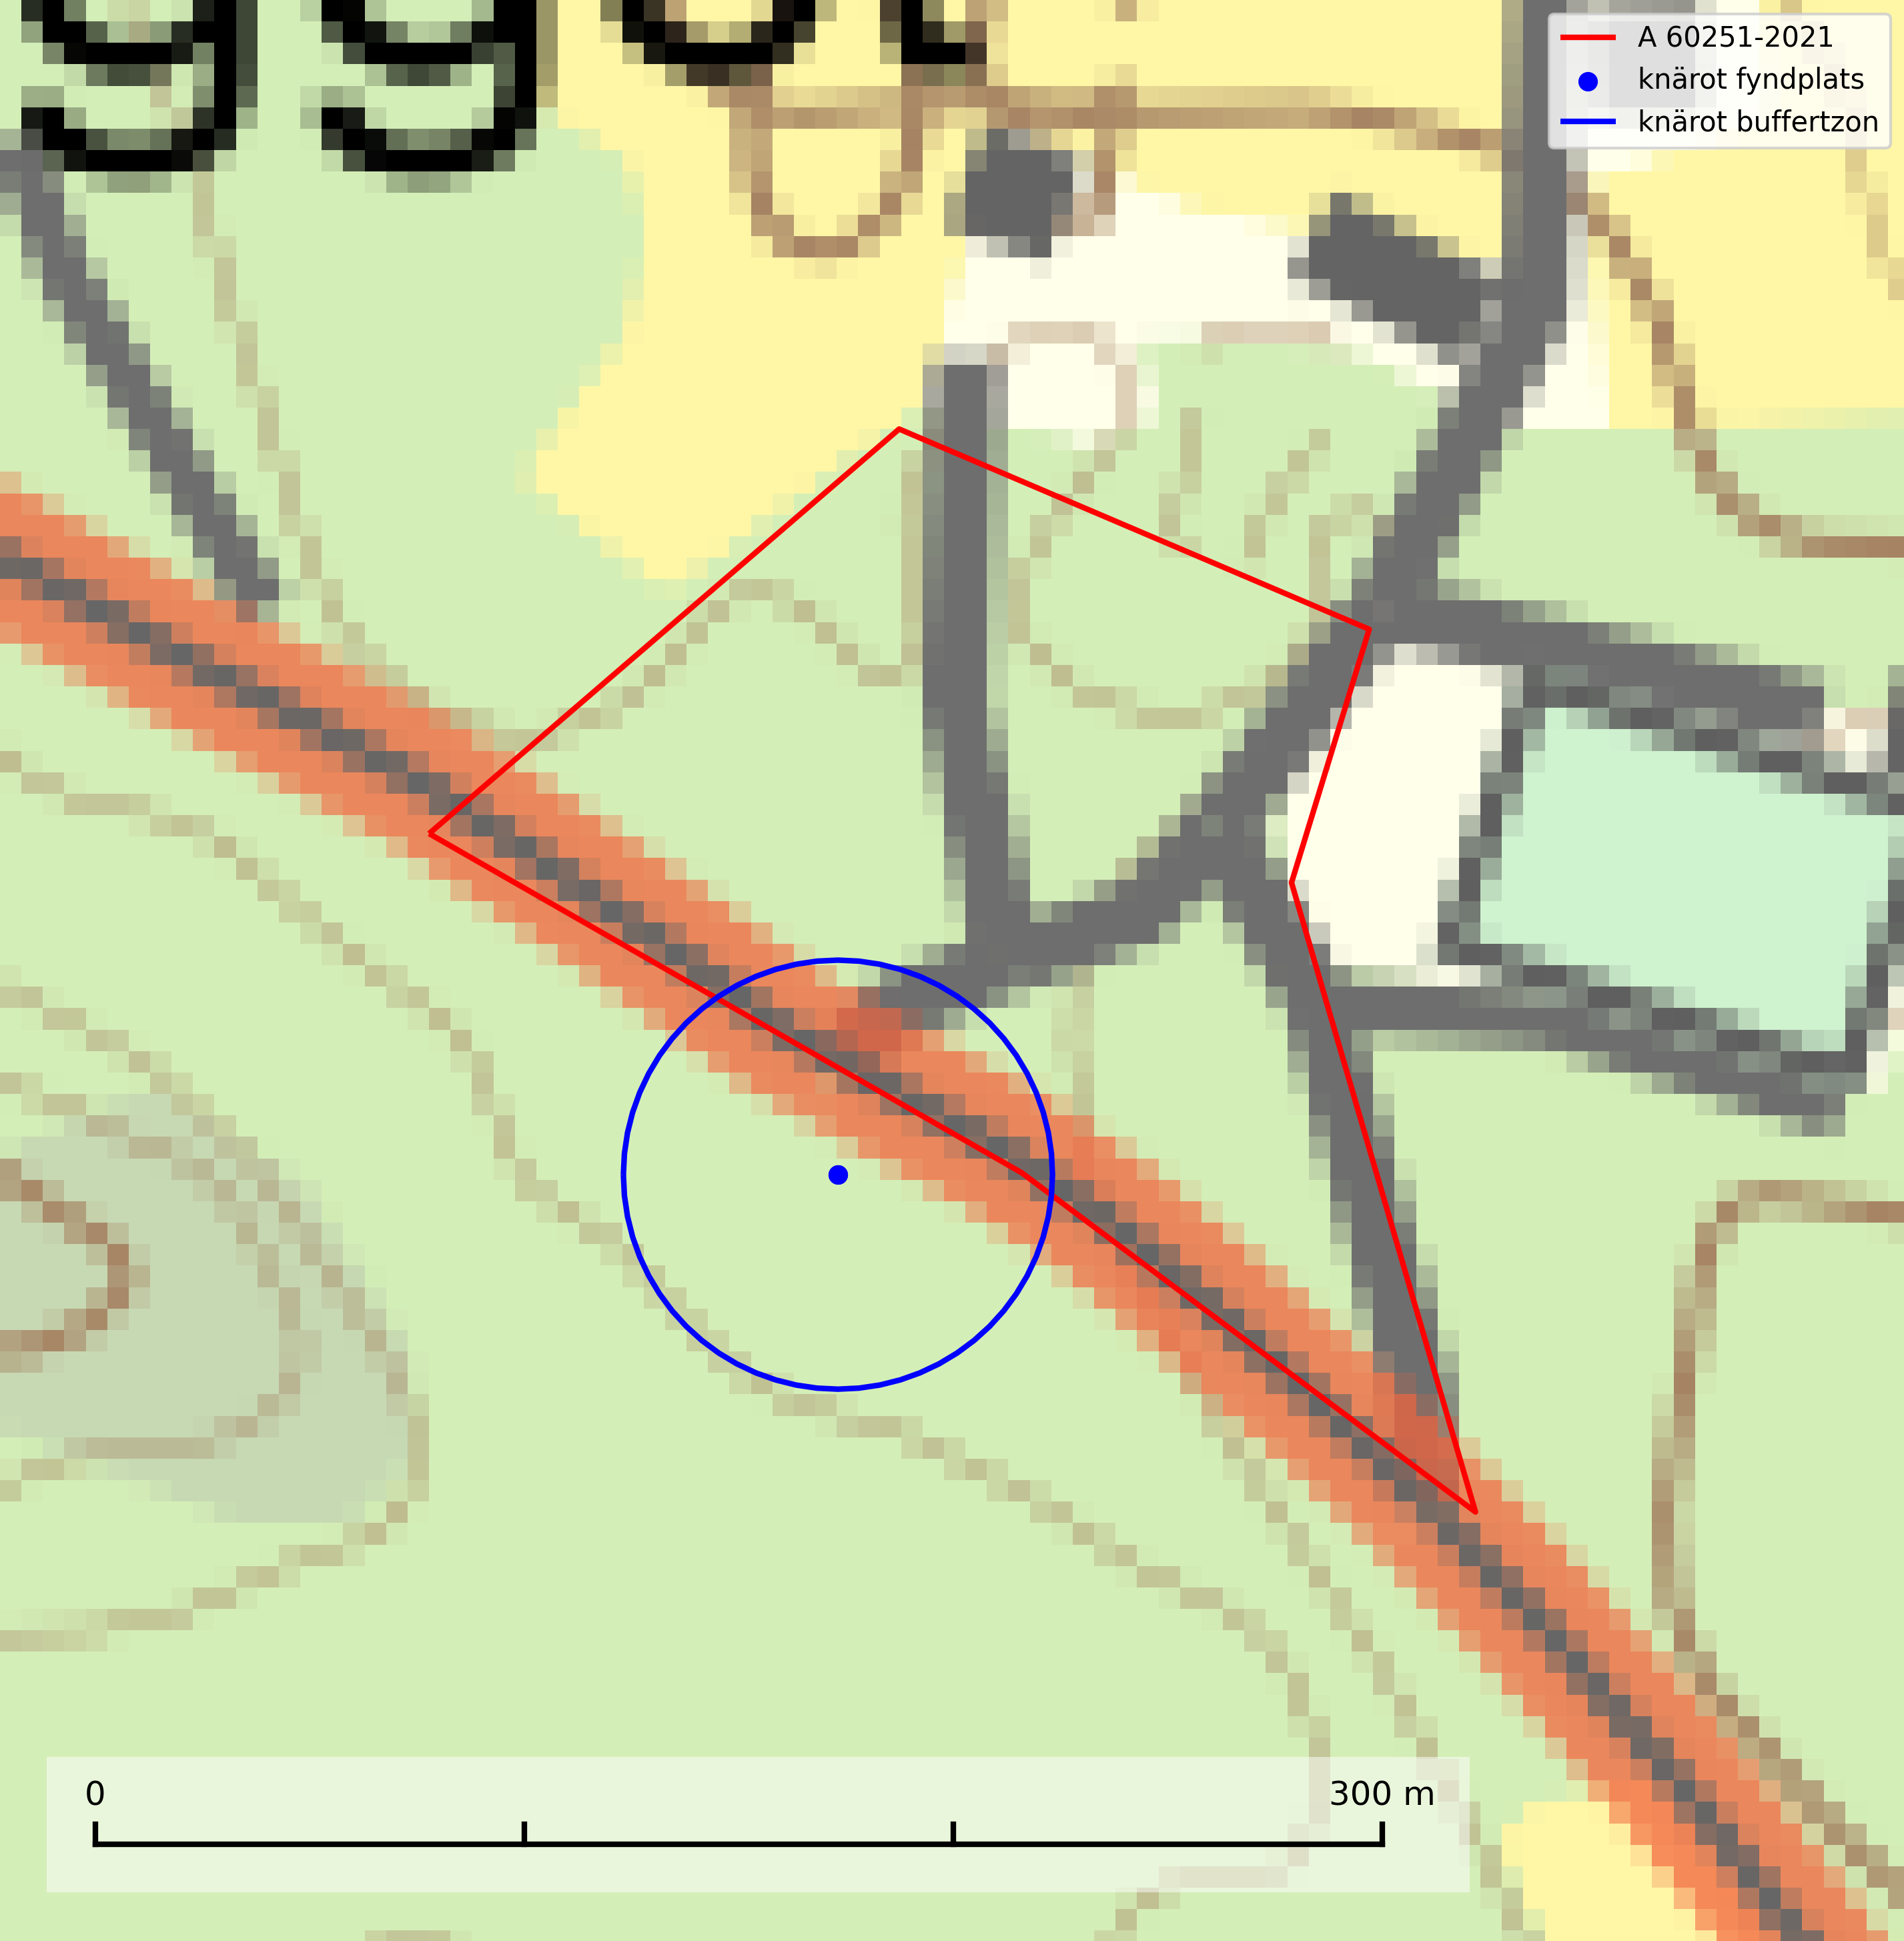 A 60251-2021
knärot fyndplats
knärot buffertzon
0 300 m